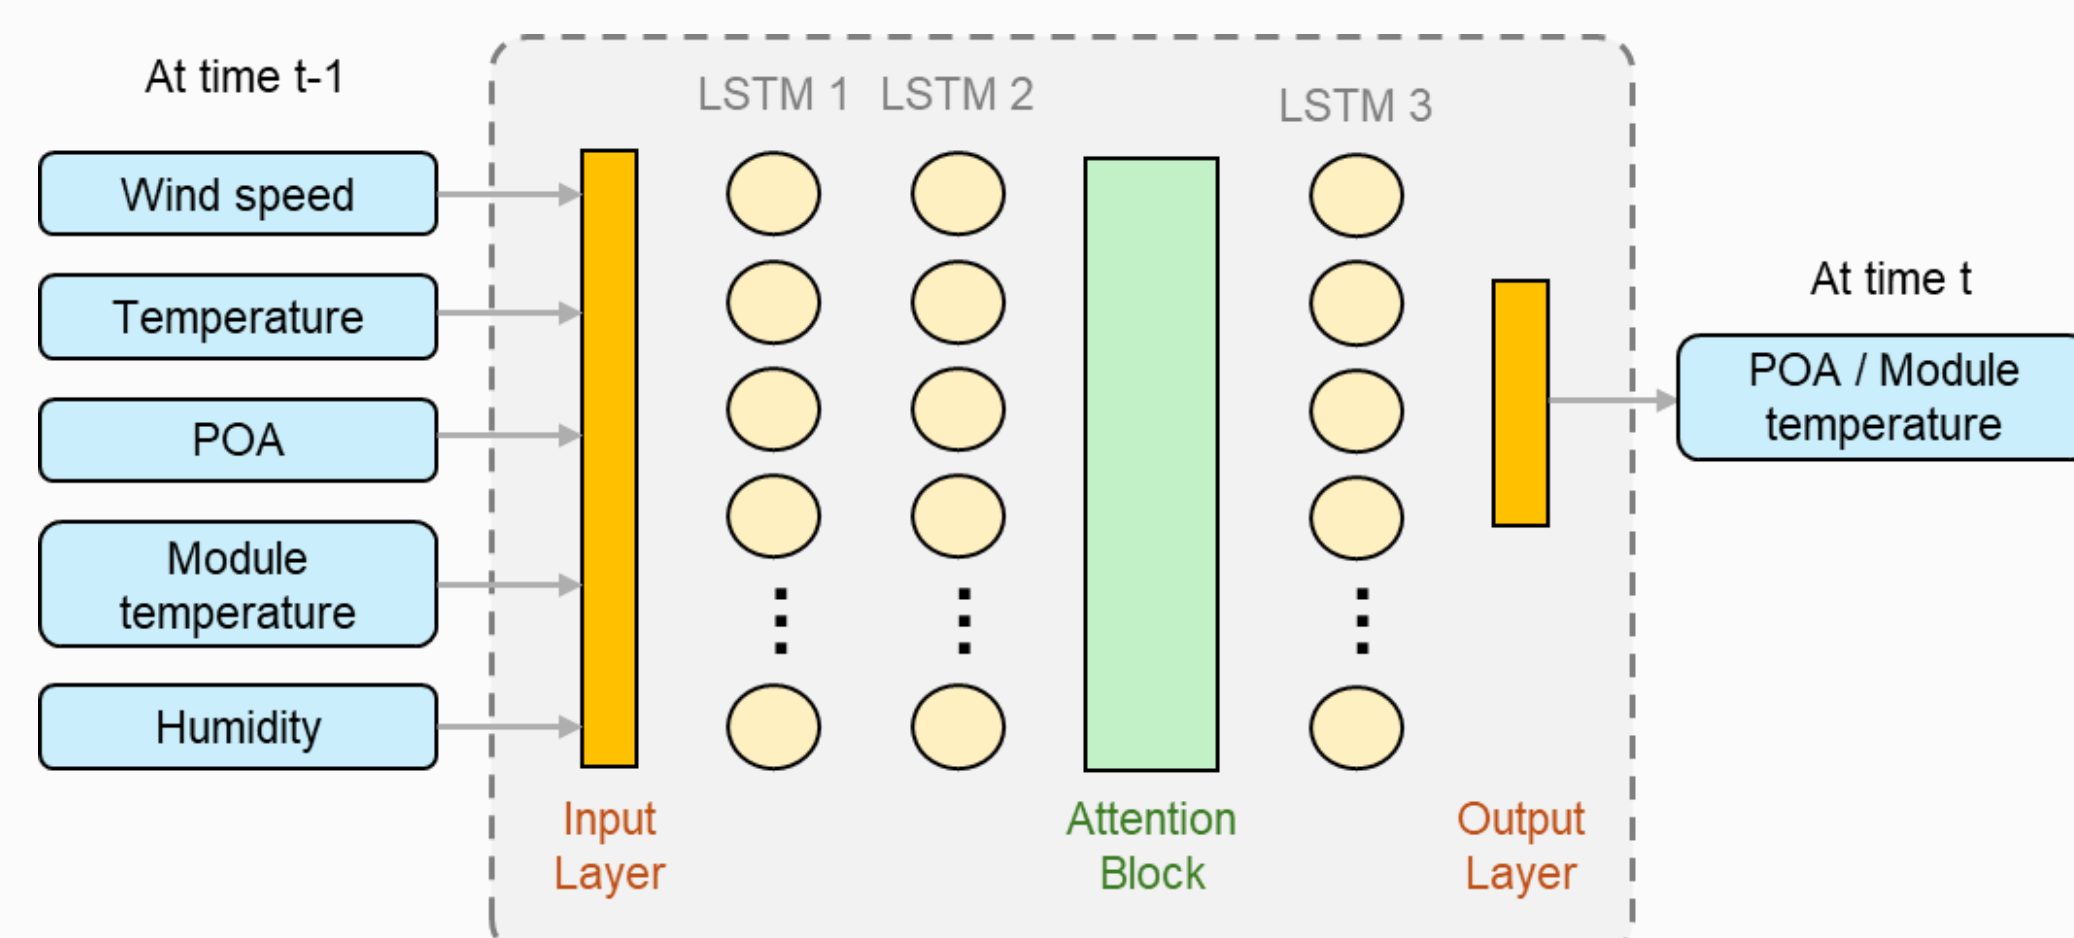 At time t-1
Wind speed
Temperature
POA
Module
temperature
Humidity
LSTM 1
LSTM 2
LSTM 3
Input
Layer
Attention
Block
Output
Layer
At time t
POA / Module
temperature